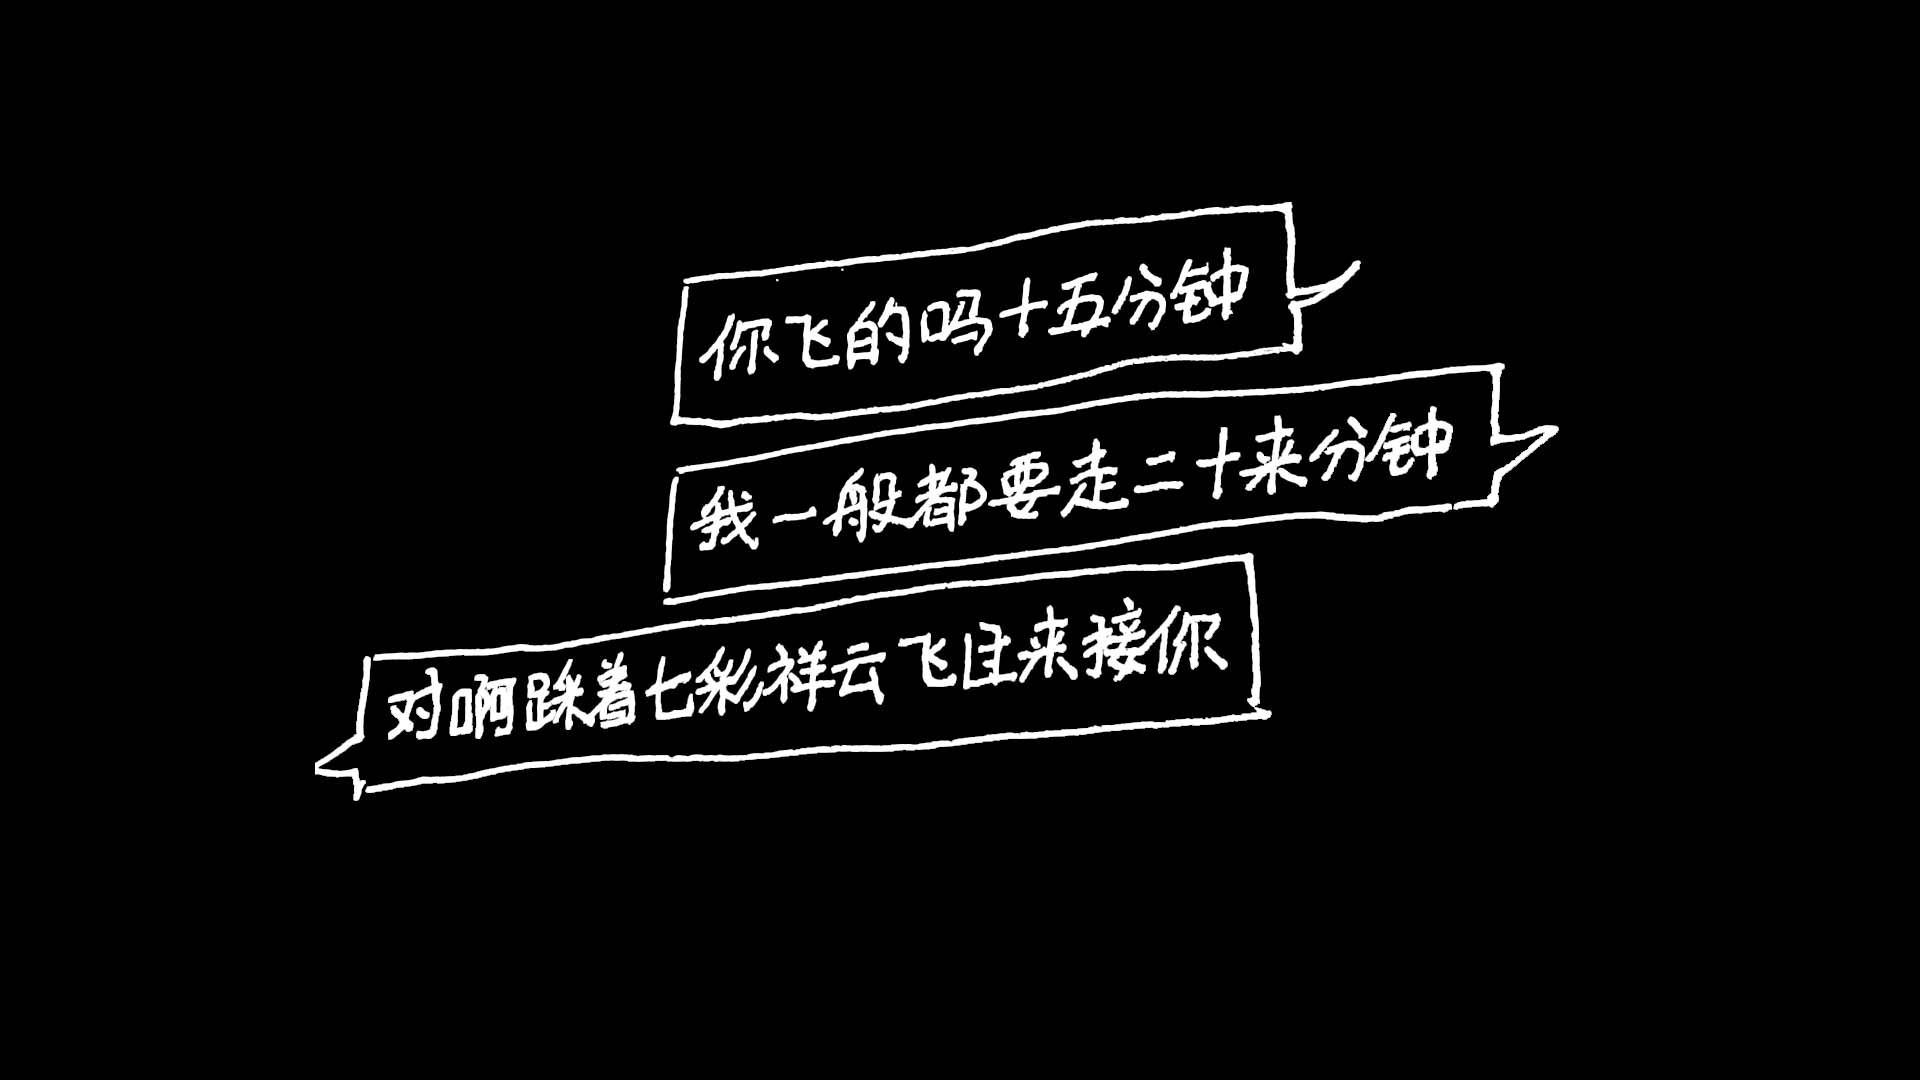 你飞的吗十五分钟
我一般都要走二十来分钟
对啊踩着七彩祥云飞来接你